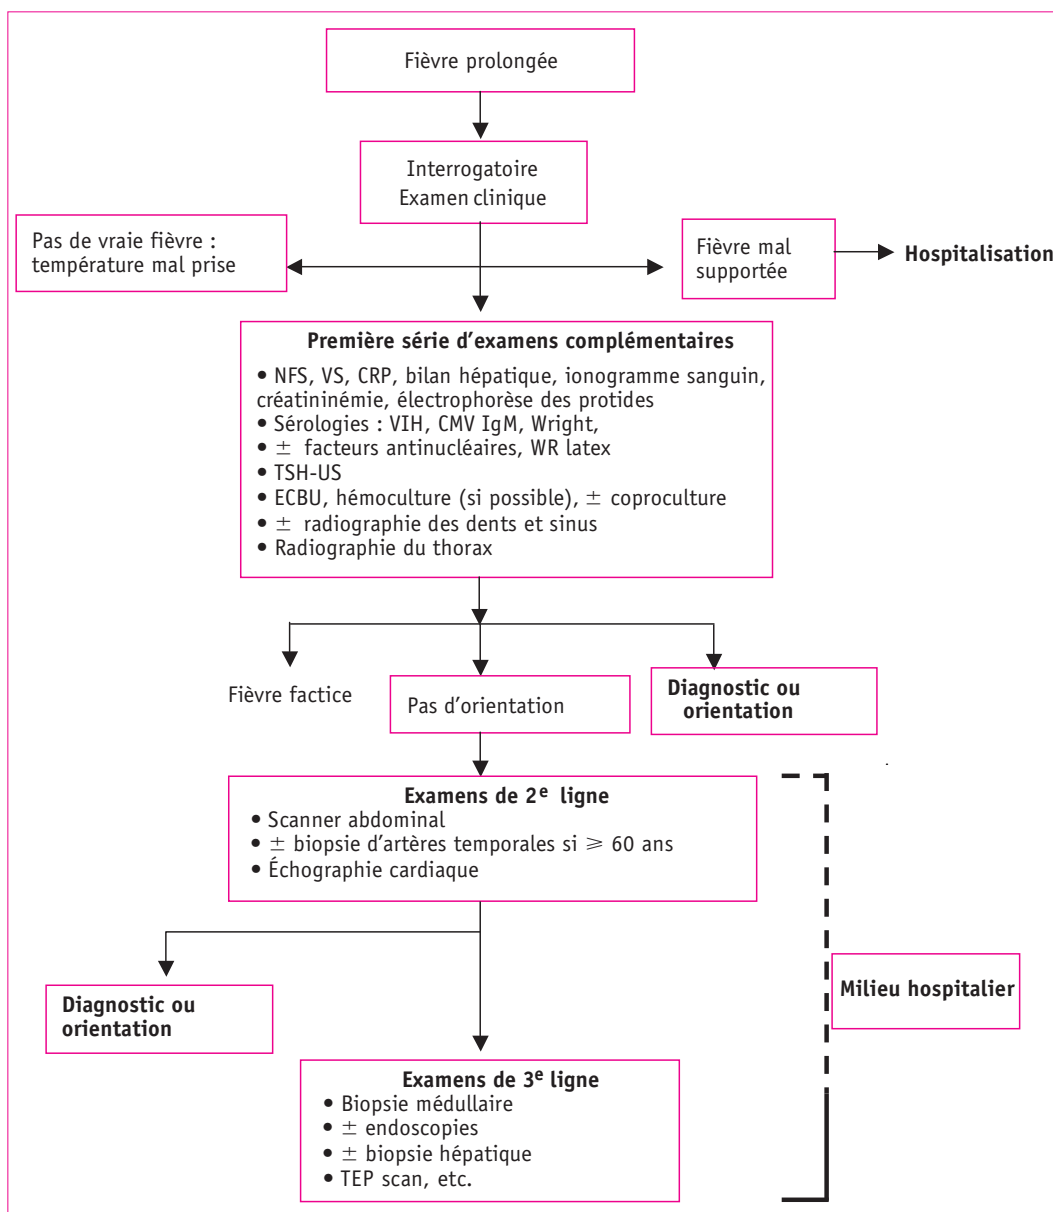 Fièvre prolongée
Interrogatoire
Examen clinique
Pas de vraie fièvre :
température mal prise
Fièvre mal
supportée
Hospitalisation
Première série d'examens complémentaires
• NFS, VS, CRP, bilan hépatique, ionogramme sanguin,
créatininémie, électrophorèse des protides
• Sérologies : VIH, CMV IgM, Wright,
• ± facteurs antinucléaires, WR latex
• TSH-US
• ECBU, hémoculture (si possible), ± coproculture
• ± radiographie des dents et sinus
• Radiographie du thorax
Fièvre factice
Pas d'orientation
Diagnostic ou
orientation
Examens de 2e ligne
• Scanner abdominal
• ± biopsie d'artères temporales si ⩾ 60 ans
• Échographie cardiaque
Diagnostic ou
orientation
Milieu hospitalier
Examens de 3e ligne
• Biopsie médullaire
• ± endoscopies
• ± biopsie hépatique
• TEP scan, etc.